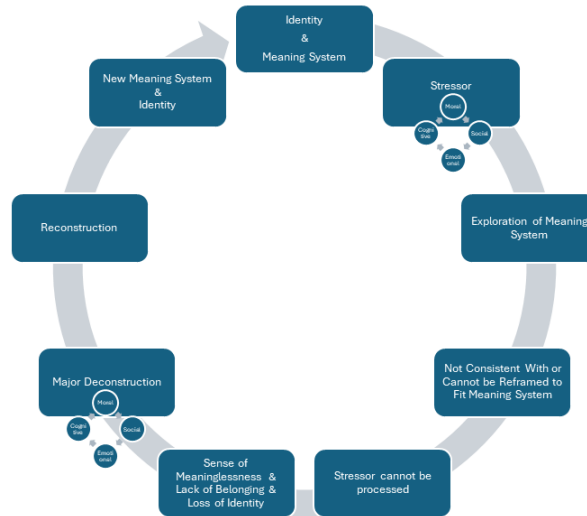 Identity
&
Meaning System
Stressor
Moral
Social
Emoti
onal
Cogni
tive
Exploration of Meaning
System
Not Consistent With or
Cannot be Reframed to
Fit Meaning System
Stressor cannot be
processed
Sense of
Meaninglessness &
Lack of Belonging &
Loss of Identity
Major Deconstruction
Moral
Social
Emoti
onal
Cogni
tive
Reconstruction
New Meaning System
&
Identity